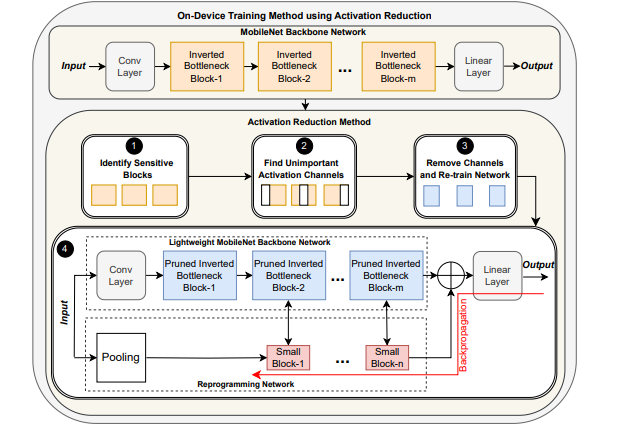 On-Device Training Method using Activation Reduction
MobileNet Backbone Network
Input
Conv
Layer
Inverted
Bottleneck
Block-1
Inverted
Bottleneck
Block-2
...
Inverted
Bottleneck
Block-m
Linear
Layer
Output
Activation Reduction Method
1
Identify Sensitive
Blocks
2
Find Unimportant
Activation Channels
3
Remove Channels
and Re-train Network
4
Lightweight MobileNet Backbone Network
Input
Conv
Layer
Pruned Inverted
Bottleneck
Block-1
Pruned Inverted
Bottleneck
Block-2
...
Pruned Inverted
Bottleneck
Block-m
Linear
Layer
Output
Backpropagation
Pooling
Small
Block-1
...
Small
Block-n
Reprogramming Network